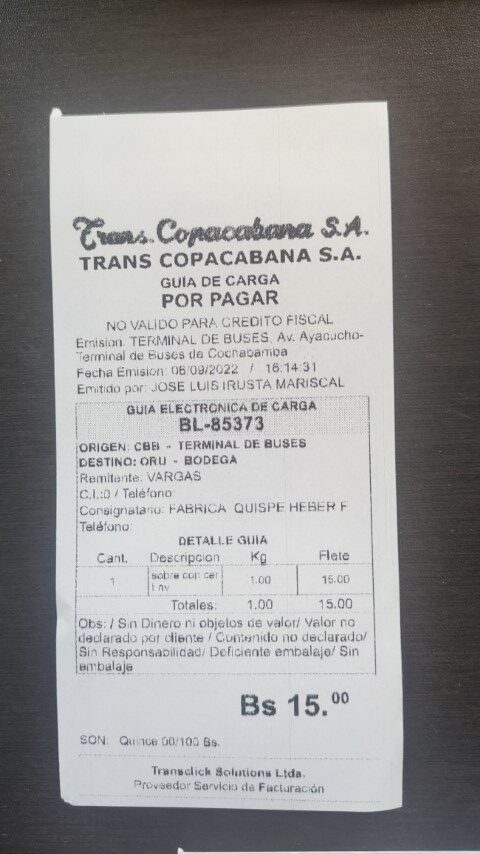 Trans. Copacabana S.A.
TRANS COPACABANA S.A.
GUIA DE CARGA
POR PAGAR
NO VALIDO PARA CREDITO FISCAL
Emision: TERMINAL DE BUSES, Av. Ayacucho-
Terminal de Buses de Cochabamba
Fecha Emision: 06/09/2022 / 16:14:31
Emitido por: JOSE LUIS IRUSTA MARISCAL
GUIA ELECTRONICA DE CARGA
BL-85373
ORIGEN: CBB - TERMINAL DE BUSES
DESTINO: ORU - BODEGA
Remitente: VARGAS
C.I.:0 / Teléfono:
Consignatario: FABRICA QUISPE HEBER F
Teléfono:
DETALLE GUIA
Cant. Descripcion Kg Flete
1 sobre con cer 1.00 15.00
Env
Totales: 1.00 15.00
Obs: / Sin Dinero ni objetos de valor/ Valor no
declarado por cliente / Contenido no declarado/
Sin Responsabilidad/ Deficiente embalaje/ Sin
embalaje
Bs 15.00
SON: Quince 00/100 Bs.
Transclick Solutions Ltda.
Proveedor Servicio de Facturación